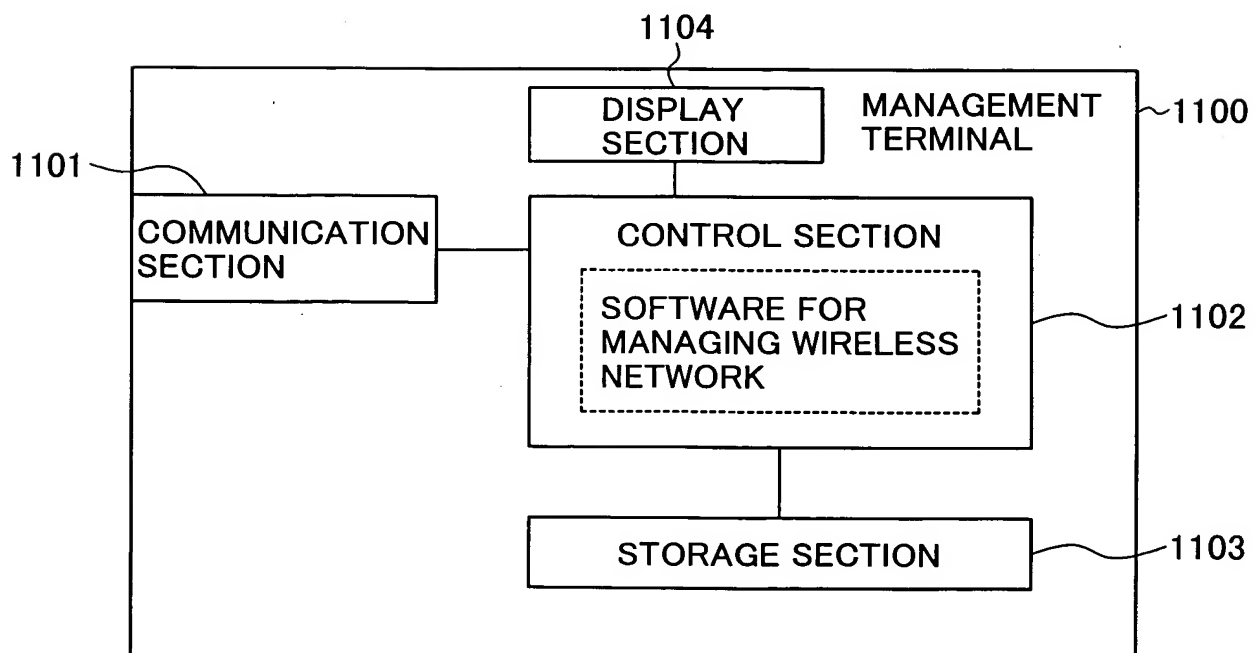 1104
DISPLAY
SECTION
MANAGEMENT
TERMINAL
1100
1101
COMMUNICATION
SECTION
CONTROL SECTION
SOFTWARE FOR
MANAGING WIRELESS
NETWORK
1102
STORAGE SECTION
1103